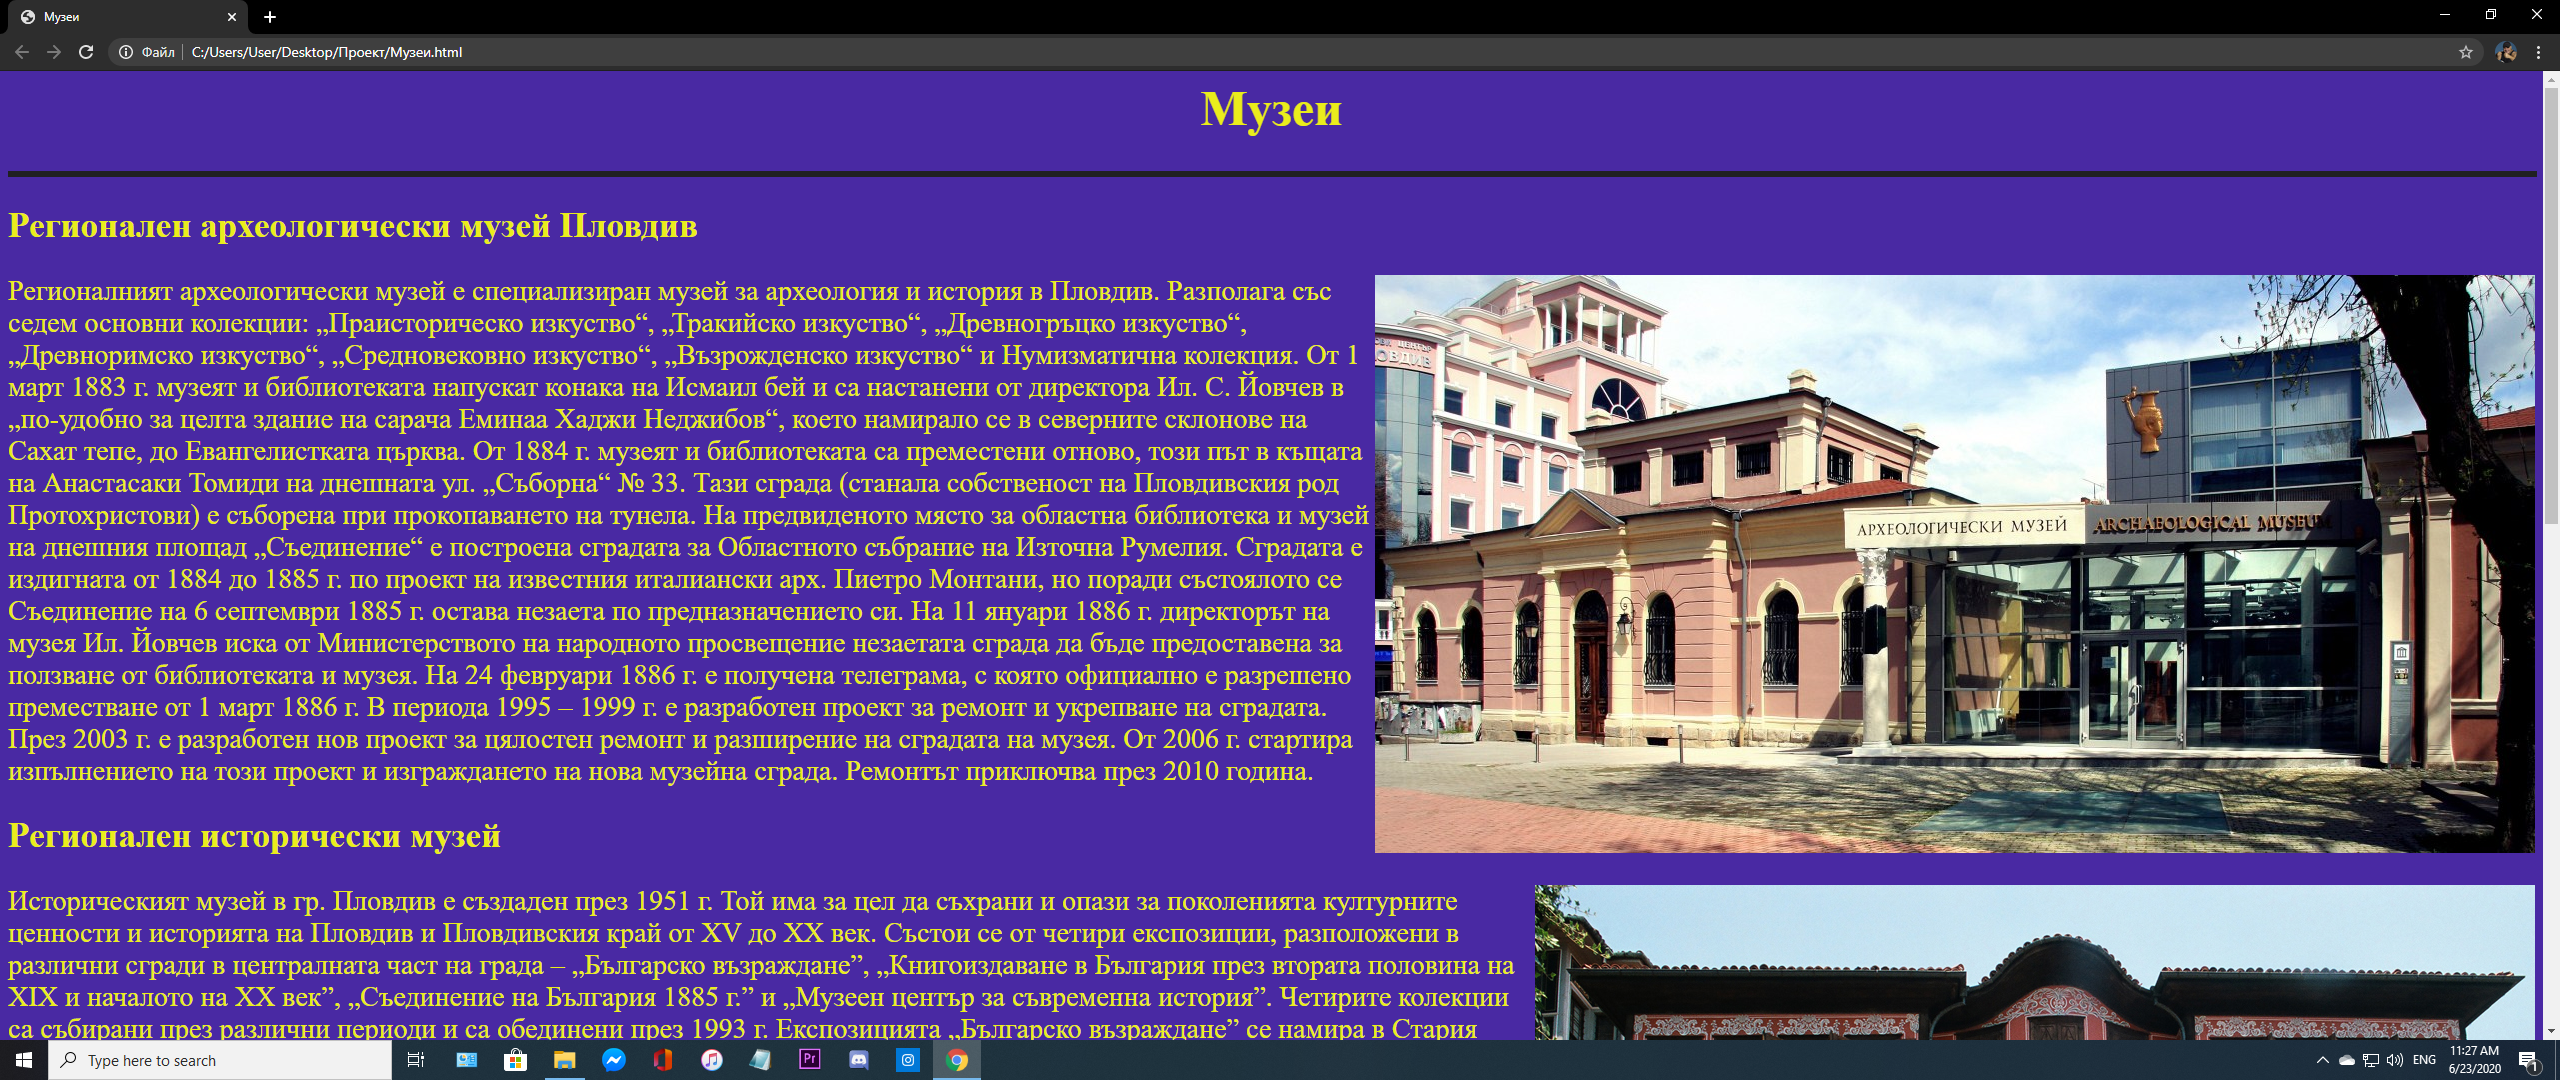 Музеи
Файл
C:/Users/User/Desktop/Проект/Музеи.html
Музеи
Регионален археологически музей Пловдив
Регионалният археологически музей е специализиран музей за археология и история в Пловдив. Разполага със
седем основни колекции: „Праисторическо изкуство“, „Тракийско изкуство“, „Древногръцко изкуство“,
„Древноримско изкуство“, „Средновековно изкуство“, „Възрожденско изкуство“ и Нумизматична колекция. От 1
март 1883 г. музеят и библиотеката напускат конака на Исмаил бей и са настанени от директора Ил. С. Йовчев в
„по-удобно за целта здание на сарача Еминаа Хаджи Неджибов“, което намирало се в северните склонове на
Сахат тепе, до Евангелистката църква. От 1884 г. музеят и библиотеката са преместени отново, този път в къщата
на Анастасаки Томиди на днешната ул. „Съборна“ № 33. Тази сграда (станала собственост на Пловдивския род
Протохристови) е съборена при прокопаването на тунела. На предвиденото място за областна библиотека и музей
на днешния площад „Съединение“ е построена сградата за Областното събрание на Източна Румелия. Сградата е
издигната от 1884 до 1885 г. по проект на известния италиански арх. Пиетро Монтани, но поради състоялото се
Съединение на 6 септември 1885 г. остава незаета по предназначението си. На 11 януари 1886 г. директорът на
музея Ил. Йовчев иска от Министерството на народното просвещение незаетата сграда да бъде предоставена за
ползване от библиотеката и музея. На 24 февруари 1886 г. е получена телеграма, с която официално е разрешено
преместване от 1 март 1886 г. В периода 1995 – 1999 г. е разработен проект за ремонт и укрепване на сградата.
През 2003 г. е разработен нов проект за цялостен ремонт и разширение на сградата на музея. От 2006 г. стартира
изпълнението на този проект и изграждането на нова музейна сграда. Ремонтът приключва през 2010 година.
АРХЕОЛОГИЧЕСКИ МУЗЕЙ
ARCHAEOLOGICAL MUSEUM
Регионален исторически музей
Историческият музей в гр. Пловдив е създаден през 1951 г. Той има за цел да съхрани и опази за поколенията културните
ценности и историята на Пловдив и Пловдивския край от XV до XX век. Състои се от четири експозиции, разположени в
различни сгради в централната част на града – „Българско възраждане”, „Книгоиздаване в България през втората половина на
XIX и началото на XX век”, „Съединение на България 1885 г.” и „Музеен център за съвременна история”. Четирите колекции
са събирани през различни периоди и са обединени през 1993 г. Експозицията „Българско възраждане” се намира в Стария
Type here to search
Pr
ENG
11:27 AM
6/23/2020
1